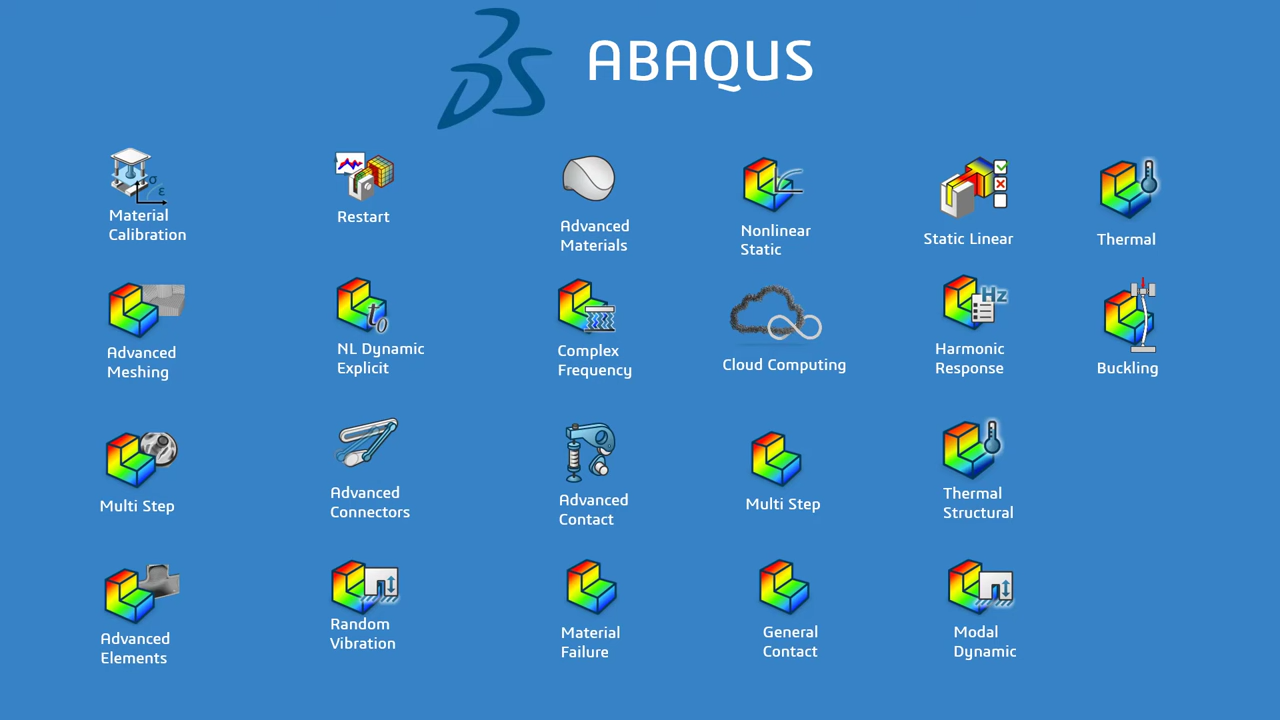 ABAQUS
Material
Calibration
Restart
Advanced
Materials
Nonlinear
Static
Static Linear
Thermal
Advanced
Meshing
NL Dynamic
Explicit
Complex
Frequency
Cloud Computing
Harmonic
Response
Buckling
Multi Step
Advanced
Connectors
Advanced
Contact
Multi Step
Thermal
Structural
Advanced
Elements
Random
Vibration
Material
Failure
General
Contact
Modal
Dynamic
σ
ε
t0
Hz